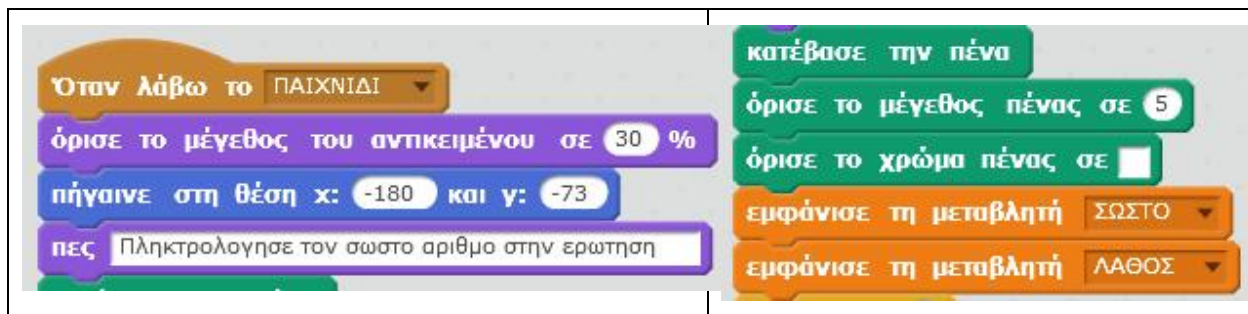 Όταν λάβω το ΠΑΙΧΝΙΔΙ
όρισε το μέγεθος του αντικειμένου σε 30 %
πήγαινε στη θέση x: -180 και y: -73
πες Πληκτρολογησε τον σωστο αριθμο στην ερωτηση
κατέβασε την πένα
όρισε το μέγεθος πένας σε 5
όρισε το χρώμα πένας σε
εμφάνισε τη μεταβλητή ΣΩΣΤΟ
εμφάνισε τη μεταβλητή ΛΑΘΟΣ